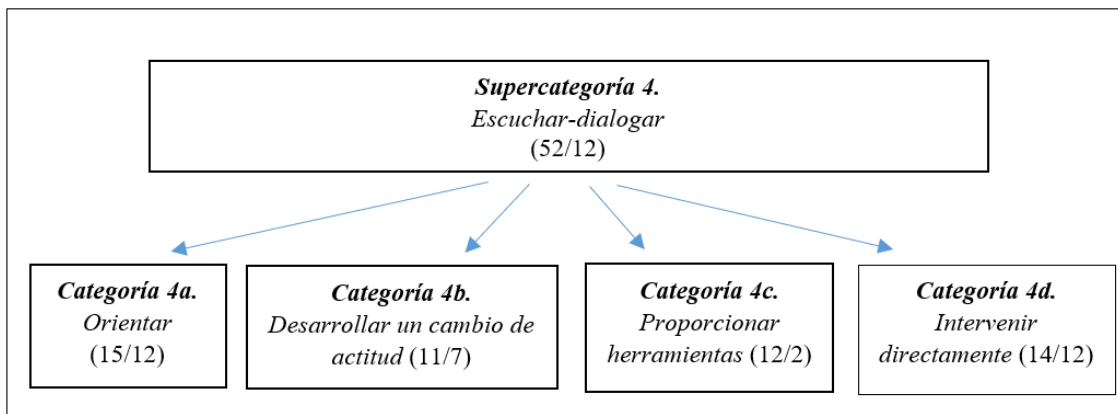 Supercategoría 4.
Escuchar-dialogar
(52/12)
Categoría 4a.
Orientar
(15/12)
Categoría 4b.
Desarrollar un cambio de
actitud (11/7)
Categoría 4c.
Proporcionar
herramientas (12/2)
Categoría 4d.
Intervenir
directamente (14/12)